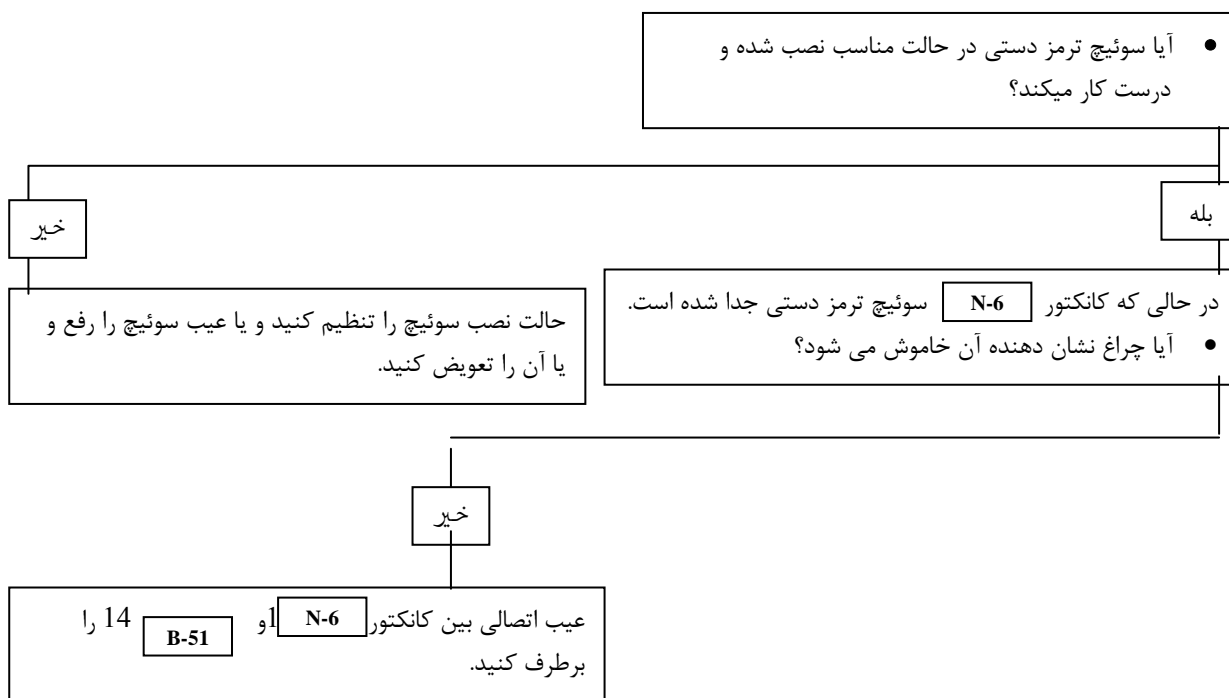 • آیا سوئیچ ترمز دستی در حالت مناسب نصب شده و
درست کار میکند؟
بله
خیر
در حالی که کانکتور N-6 سوئیچ ترمز دستی جدا شده است.
• آیا چراغ نشان دهنده آن خاموش می شود؟
حالت نصب سوئیچ را تنظیم کنید و یا عیب سوئیچ را رفع و
یا آن را تعویض کنید.
خیر
عیب اتصالی بین کانکتور N-6 1و B-51 14 را
برطرف کنید.